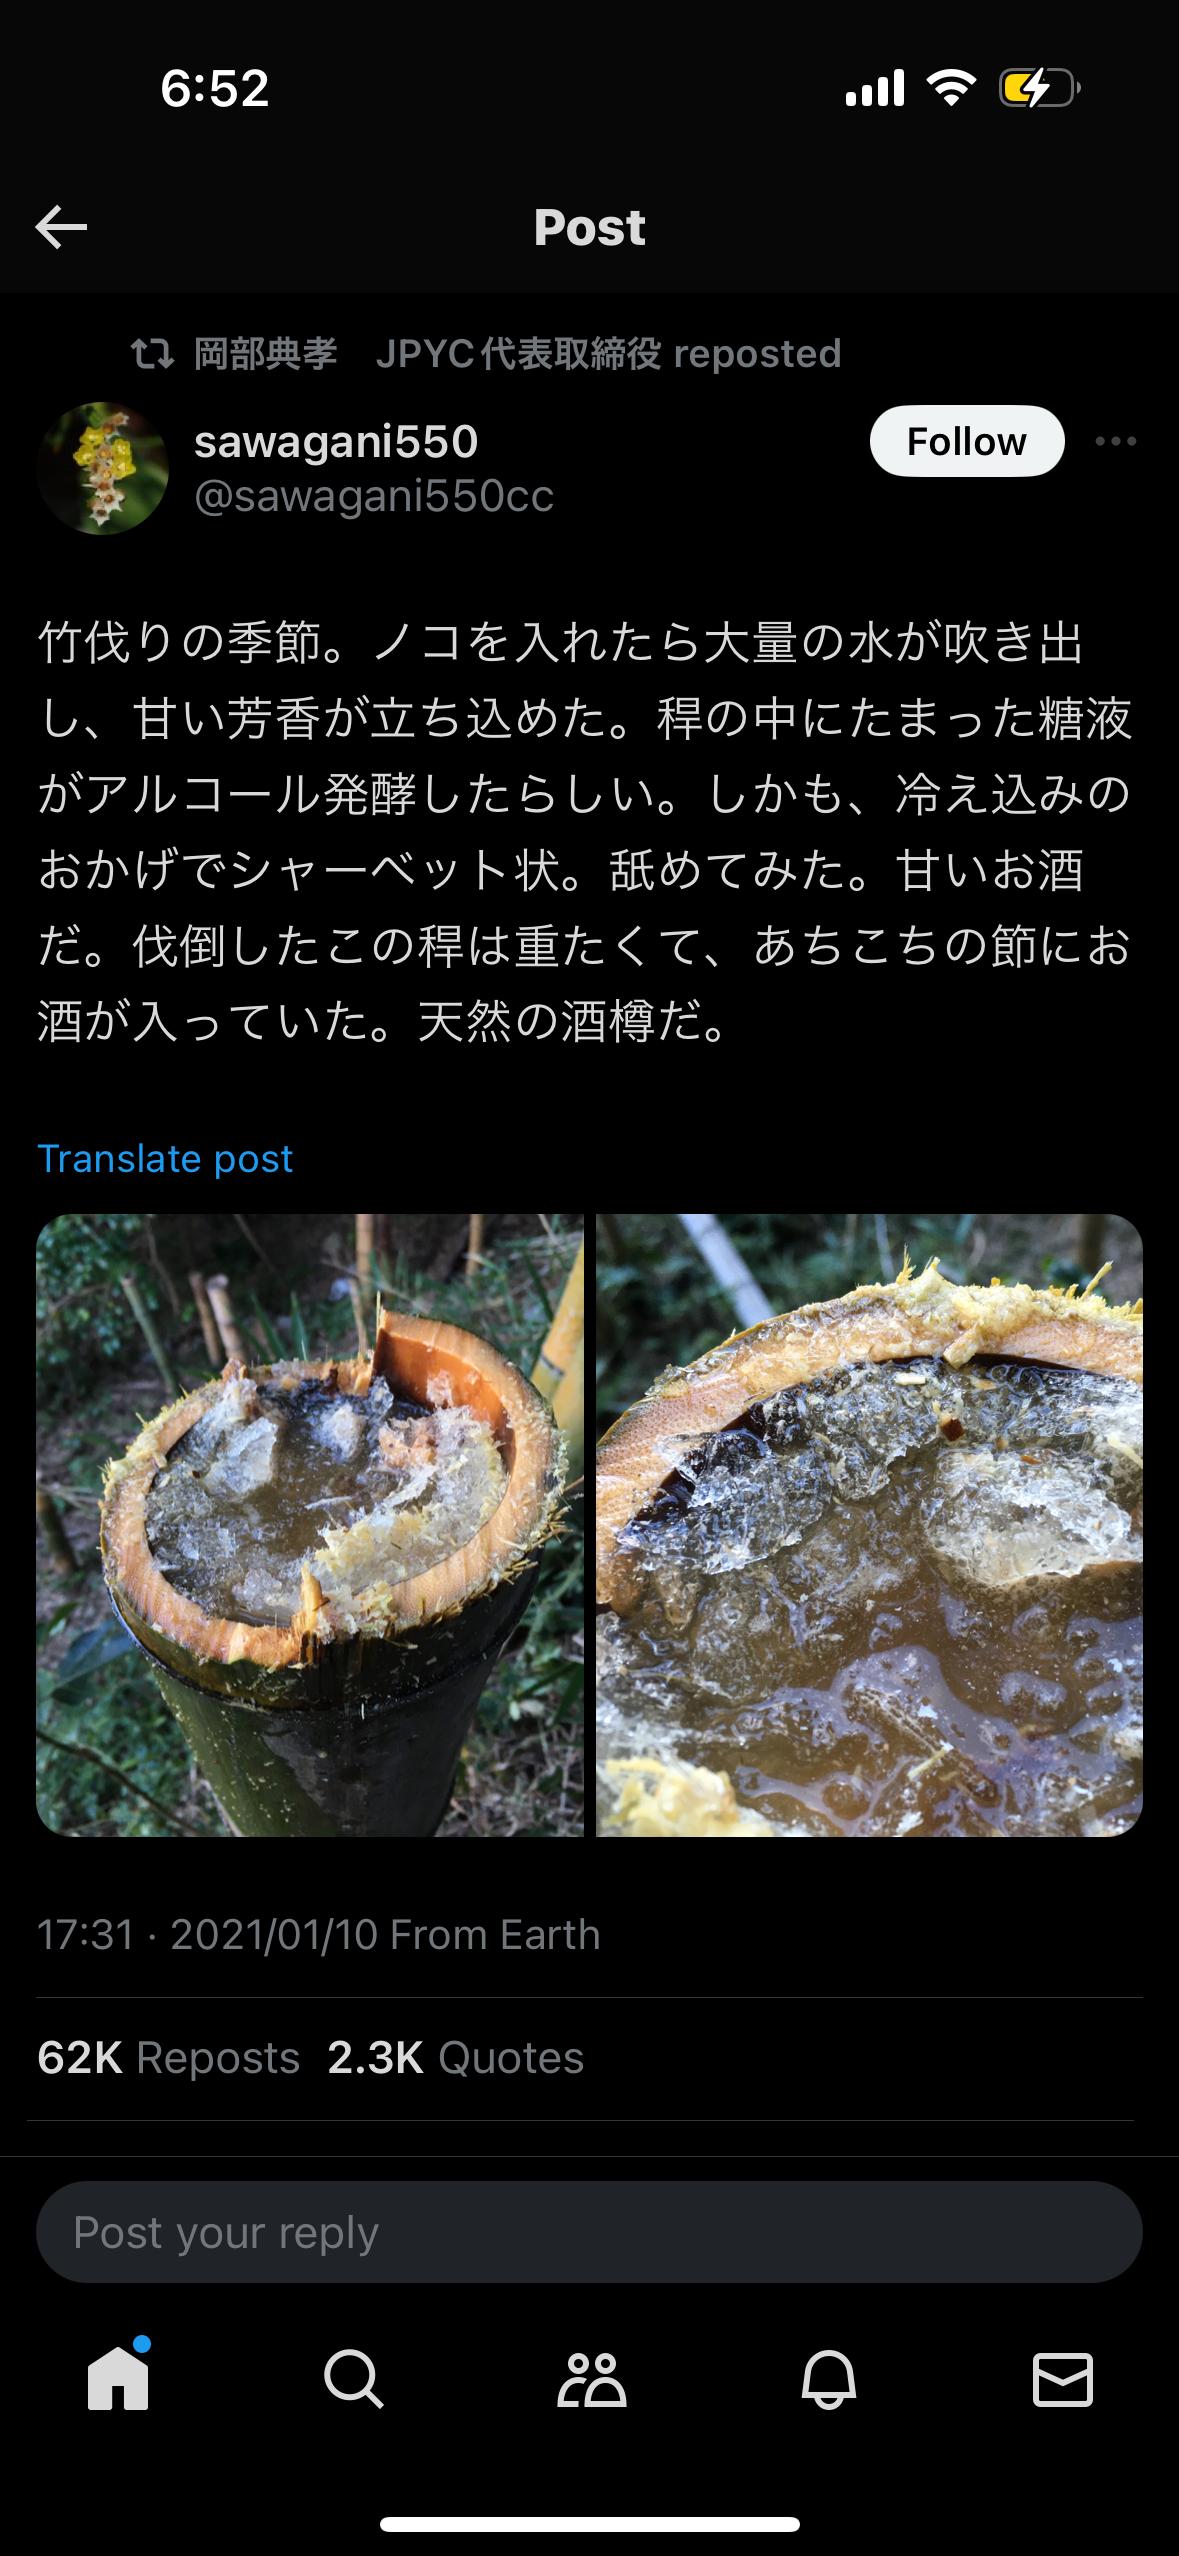 6:52
Post
岡部典孝　JPYC代表取締役 reposted
sawagani550
Follow
@sawagani550cc
竹伐りの季節。ノコを入れたら大量の水が吹き出
し、甘い芳香が立ち込めた。稈の中にたまった糖液
がアルコール発酵したらしい。しかも、冷え込みの
おかげでシャーベット状。舐めてみた。甘いお酒
だ。伐倒したこの稈は重たくて、あちこちの節にお
酒が入っていた。天然の酒樽だ。
Translate post
17:31 · 2021/01/10 From Earth
62K Reposts 2.3K Quotes
Post your reply